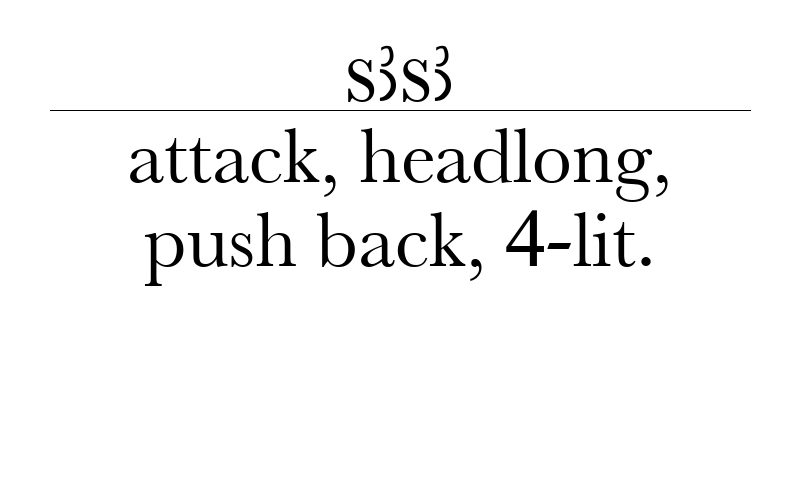 sꜣsꜣ
attack, headlong,
push back, 4-lit.